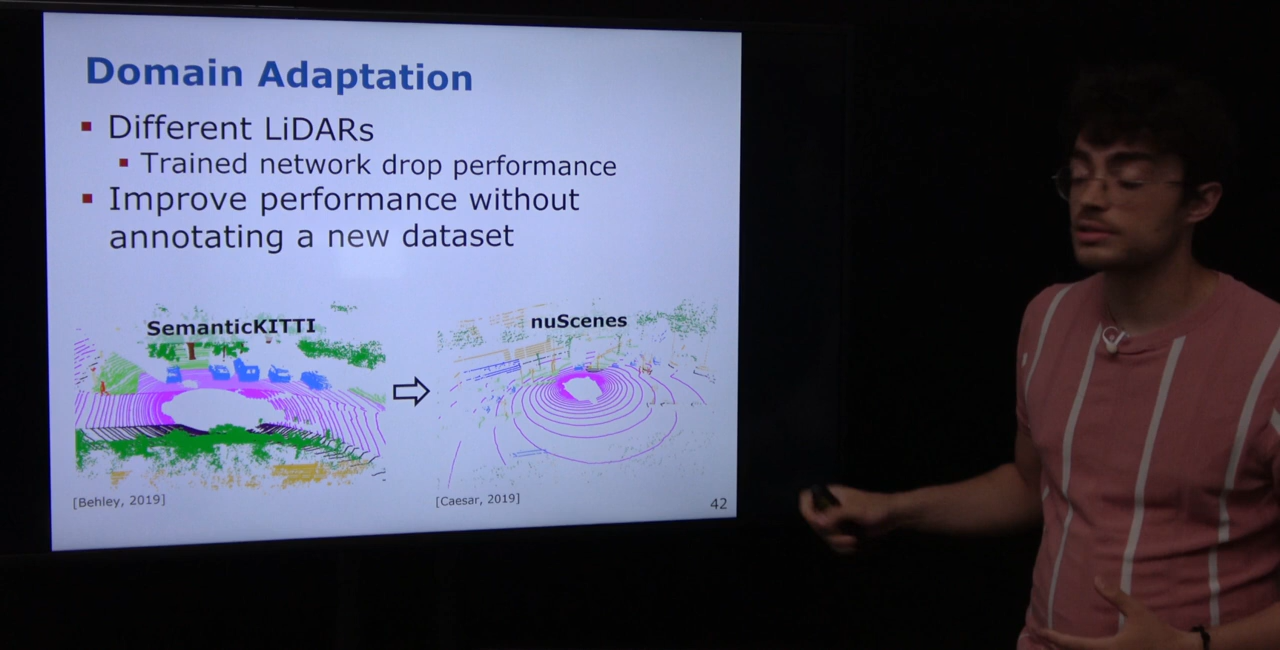 Domain Adaptation
Different LiDARs
Trained network drop performance
Improve performance without
annotating a new dataset
SemanticKITTI
nuScenes
[Behley, 2019]
[Caesar, 2019]
42